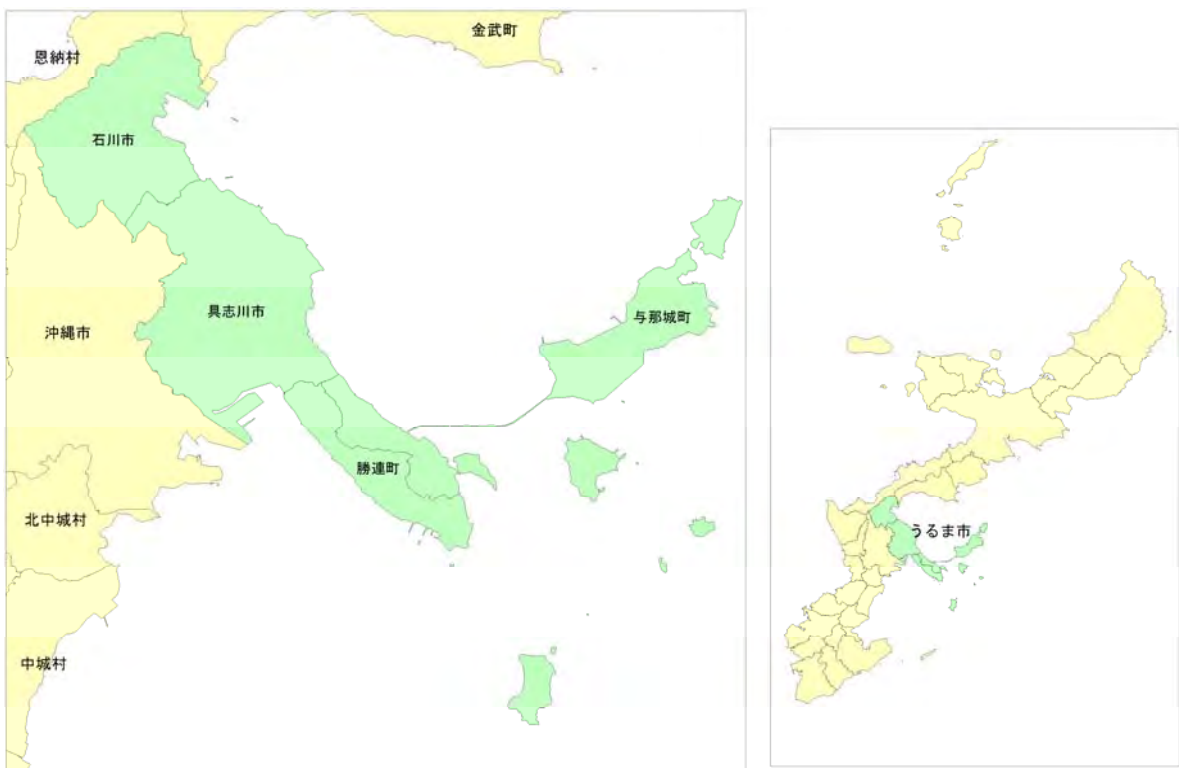 金武町
恩納村
石川市
具志川市
与那城町
沖縄市
勝連町
北中城村
中城村
うるま市